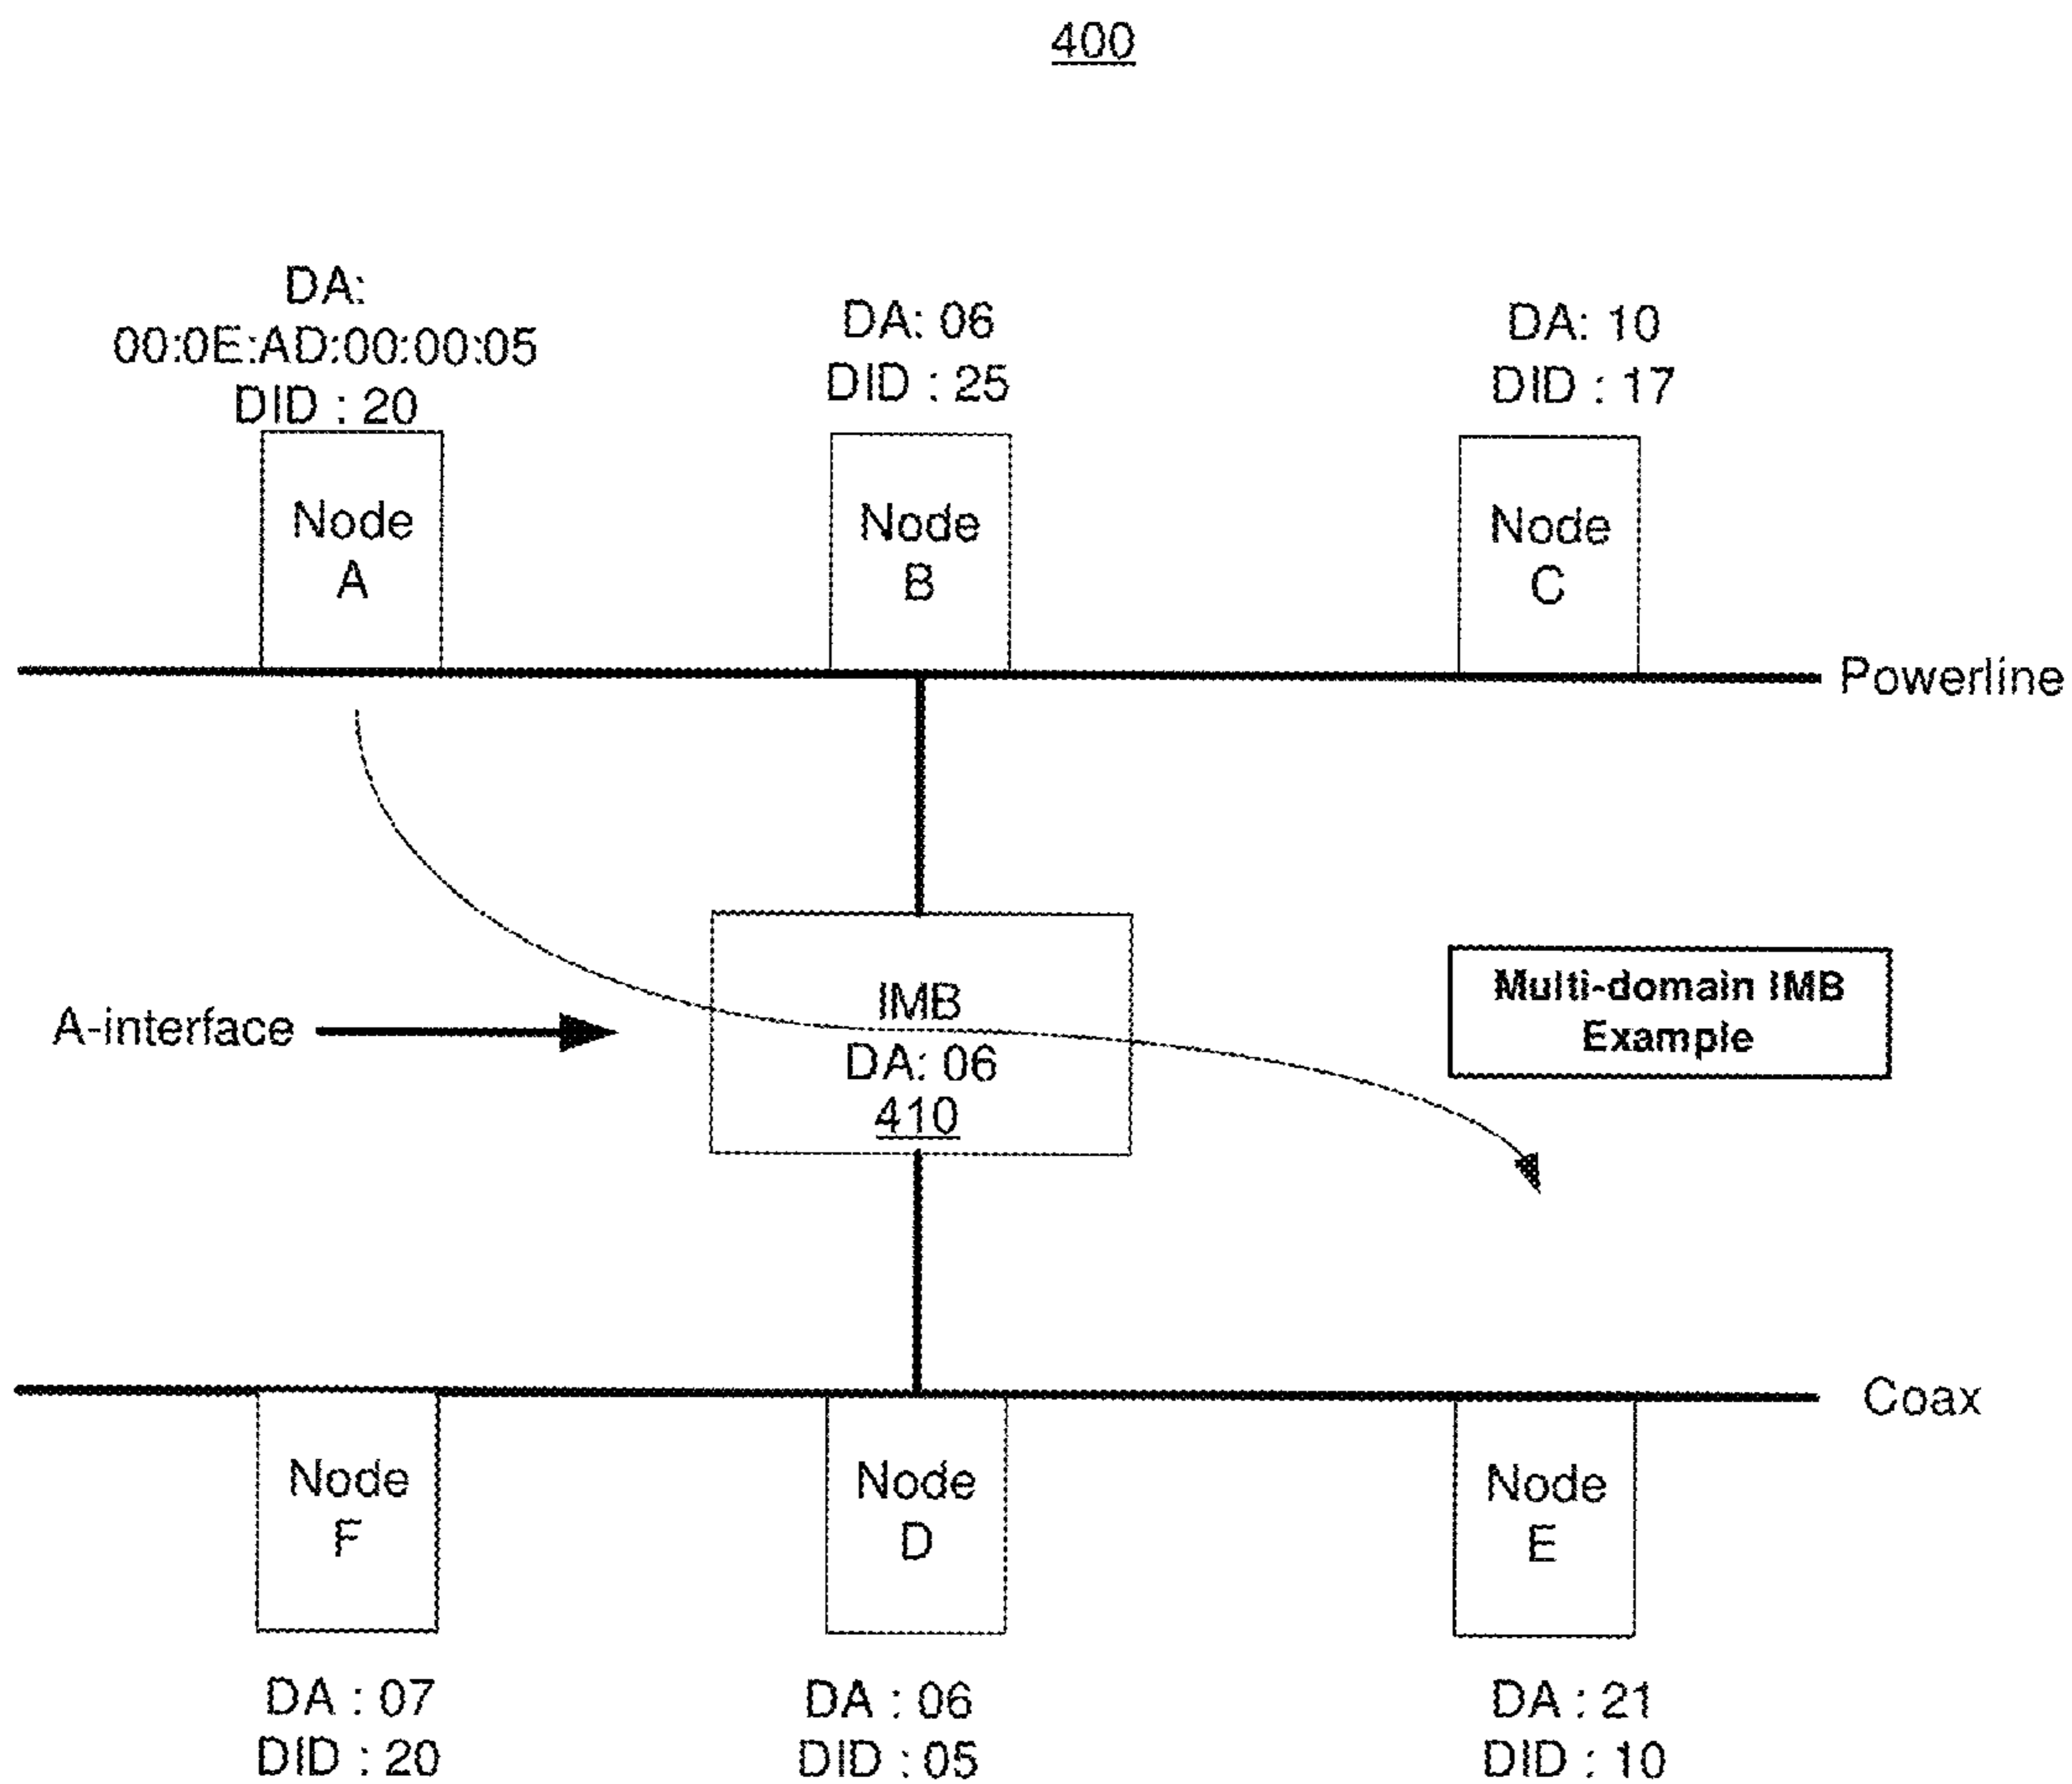 400
DA:
00:0E:AD:00:00:05
DID : 20
DA: 06
DID : 25
DA: 10
DID : 17
Node
A
Node
B
Node
C
Powerline
A-interface
IMB
DA: 06
410
Multi-domain IMB
Example
Coax
Node
F
Node
D
Node
E
DA : 07
DID : 20
DA : 06
DID : 05
DA : 21
DID : 10